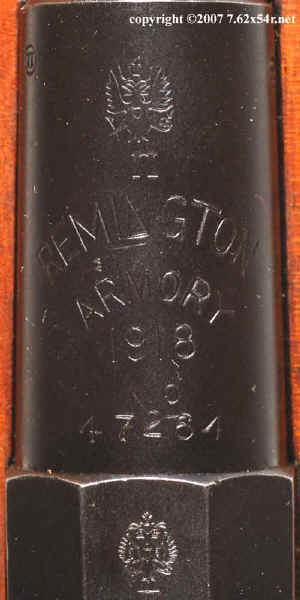 copyright ©2007 7.62x54r.net
REMINGTON
ARMORY
1918
47284